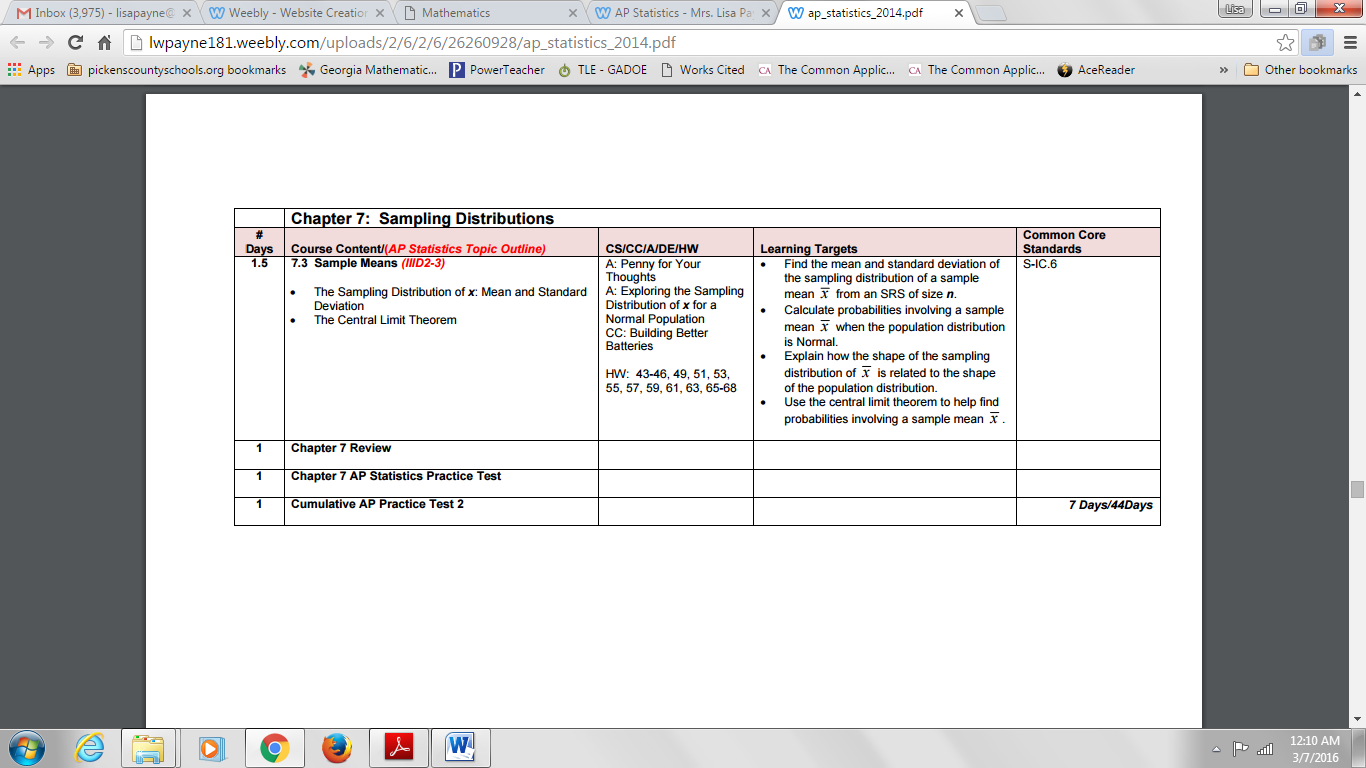 Inbox (3,975) - lisapayne@
Weebly - Website Creation
Mathematics
AP Statistics - Mrs. Lisa Pa
ap_statistics_2014.pdf
Lisa
lwpayne181.weebly.com/uploads/2/6/2/6/26260928/ap_statistics_2014.pdf
Apps
pickenscountyschools.org bookmarks
Georgia Mathematic...
PowerTeacher
TLE - GADOE
Works Cited
CA The Common Applic...
CA The Common Applic...
AceReader
»
Other bookmarks
Chapter 7: Sampling Distributions
#
Days
Course Content/(AP Statistics Topic Outline)
CS/CC/A/DE/HW
Learning Targets
Common Core
Standards
1.5
7.3 Sample Means (IIID2-3)
• The Sampling Distribution of x: Mean and Standard
Deviation
• The Central Limit Theorem
A: Penny for Your
Thoughts
A: Exploring the Sampling
Distribution of x for a
Normal Population
CC: Building Better
Batteries
HW: 43-46, 49, 51, 53,
55, 57, 59, 61, 63, 65-68
• Find the mean and standard deviation of
the sampling distribution of a sample
mean x̅ from an SRS of size n.
• Calculate probabilities involving a sample
mean x̅ when the population distribution
is Normal.
• Explain how the shape of the sampling
distribution of x̅ is related to the shape
of the population distribution.
• Use the central limit theorem to help find
probabilities involving a sample mean x̅ .
S-IC.6
1
Chapter 7 Review
1
Chapter 7 AP Statistics Practice Test
1
Cumulative AP Practice Test 2
7 Days/44Days
12:10 AM
3/7/2016